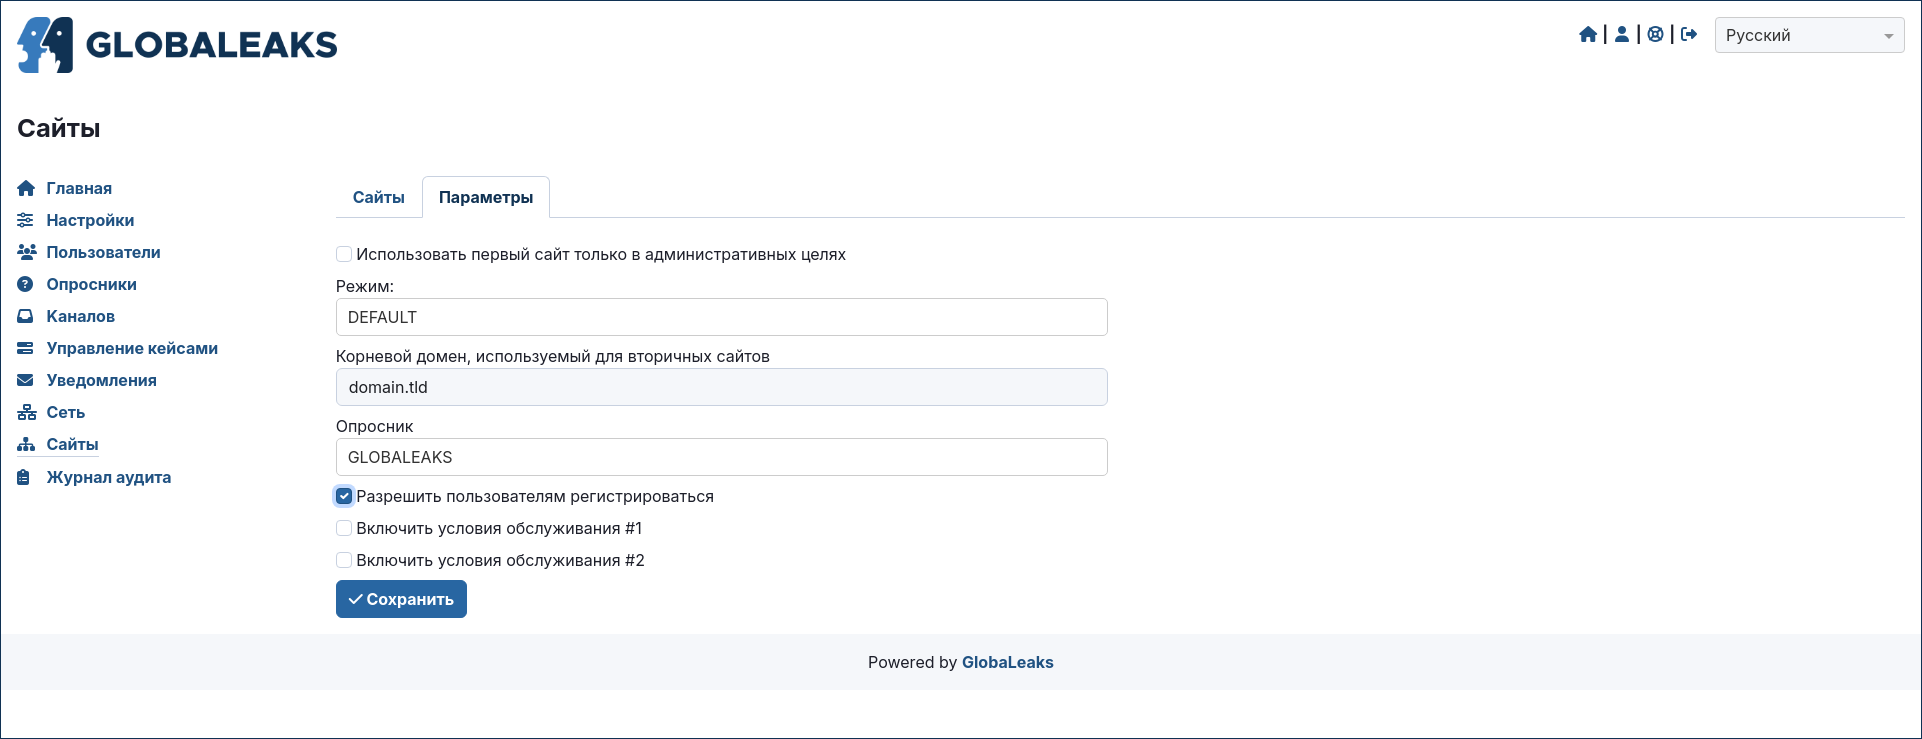 GLOBALEAKS
Русский
Сайты
Главная
Настройки
Пользователи
Опросники
Каналов
Управление кейсами
Уведомления
Сеть
Сайты
Журнал аудита
Сайты Параметры
Использовать первый сайт только в административных целях
Режим:
DEFAULT
Корневой домен, используемый для вторичных сайтов
domain.tld
Опросник
GLOBALEAKS
Разрешить пользователям регистрироваться
Включить условия обслуживания #1
Включить условия обслуживания #2
Сохранить
Powered by GlobaLeaks